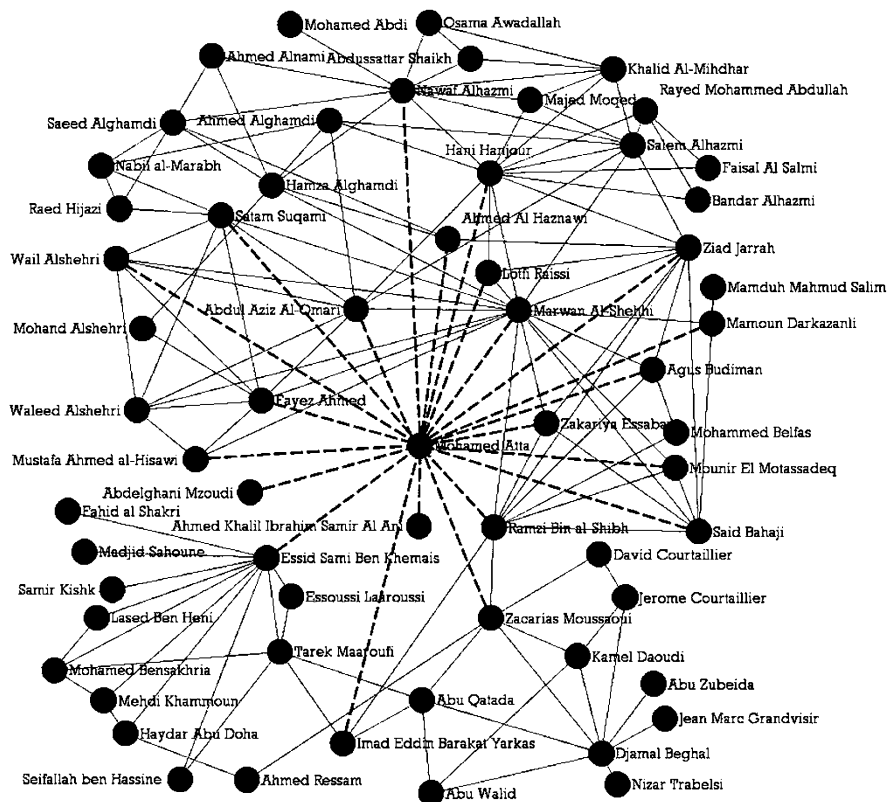 Mohamed Abdi
Osama Awadallah
Ahmed Alnami
Abdussattar Shaikh
Khalid Al-Mihdhar
Nawaf Alhazmi
Majed Moqed
Rayed Mohammed Abdullah
Saeed Alghamdi
Ahmed Alghamdi
Hani Hanjour
Salem Alhazmi
Nabil al-Marabh
Hamza Alghamdi
Faisal Al Salmi
Raed Hijazi
Satam Suqami
Ahmed Al Haznawi
Bandar Alhazmi
Wail Alshehri
Ziad Jarrah
Lotfi Raissi
Mamduh Mahmud Salim
Abdul Aziz Al-Omari
Marwan Al-Shehhi
Mohand Alshehri
Mamoun Darkazanli
Agus Budiman
Waleed Alshehri
Fayez Ahmed
Zakariya Essabar
Mohammed Belfas
Mohamed Atta
Mustafa Ahmed al-Hisawi
Mounir El Motassadeq
Abdelghani Mzoudi
Fahid al Shakri
Ahmed Khalil Ibrahim Samir Al Ani
Ramzi Bin al-Shibh
Said Bahaji
Madjid Sahoune
Essid Sami Ben Khemais
David Courtaillier
Samir Kishk
Essoussi Laaroussi
Jerome Courtaillier
Lased Ben Heni
Zacarias Moussaoui
Tarek Maaroufi
Kamel Daoudi
Mohamed Bensakhria
Abu Zubeida
Mehdi Khammoun
Abu Qatada
Jean Marc Grandvisir
Haydar Abu Doha
Imad Eddin Barakat Yarkas
Djamal Beghal
Seifallah ben Hassine
Ahmed Ressam
Nizar Trabelsi
Abu Walid